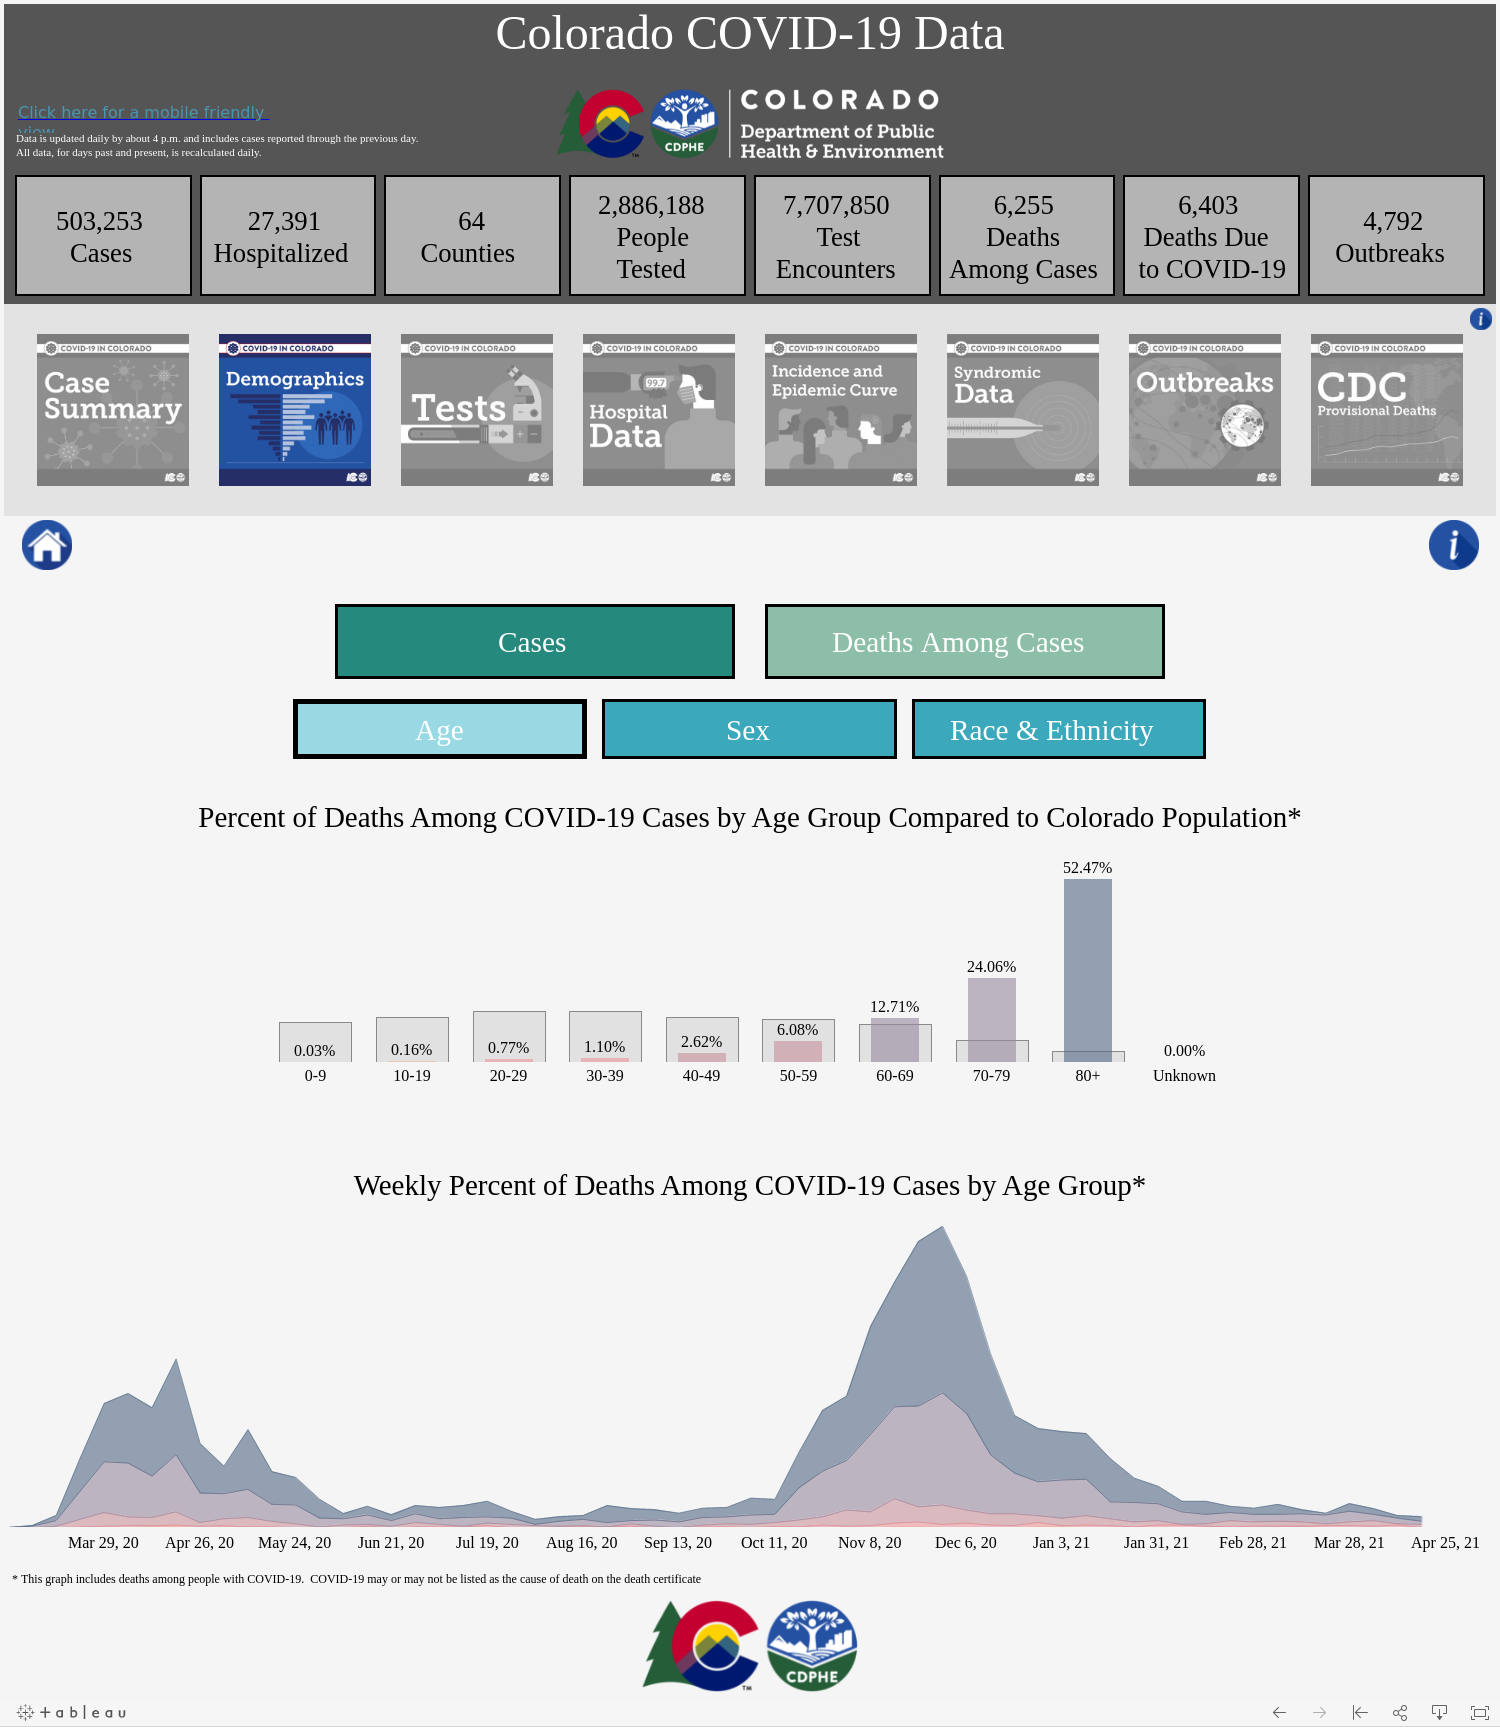 Colorado COVID-19 Data
Click here for a mobile friendly
view
Data is updated daily by about 4 p.m. and includes cases reported through the previous day.
All data, for days past and present, is recalculated daily.
CDPHE
TM
COLORADO
Department of Public
Health & Environment
503,253
Cases
27,391
Hospitalized
64
Counties
2,886,188
People
Tested
7,707,850
Test
Encounters
6,255
Deaths
Among Cases
6,403
Deaths Due
to COVID-19
4,792
Outbreaks
i
COVID-19 IN COLORADO
Case
Summary
COVID-19 IN COLORADO
Demographics
COVID-19 IN COLORADO
Tests
COVID-19 IN COLORADO
99.7
Hospital
Data
COVID-19 IN COLORADO
Incidence and
Epidemic Curve
COVID-19 IN COLORADO
Syndromic
Data
COVID-19 IN COLORADO
Outbreaks
COVID-19 IN COLORADO
CDC
Provisional Deaths
i
Cases
Deaths Among Cases
Age
Sex
Race & Ethnicity
Percent of Deaths Among COVID-19 Cases by Age Group Compared to Colorado Population*
0.03% 0.16% 0.77% 1.10% 2.62% 6.08% 12.71% 24.06% 52.47% 0.00%
0-9 10-19 20-29 30-39 40-49 50-59 60-69 70-79 80+ Unknown
Weekly Percent of Deaths Among COVID-19 Cases by Age Group*
Mar 29, 20 Apr 26, 20 May 24, 20 Jun 21, 20 Jul 19, 20 Aug 16, 20 Sep 13, 20 Oct 11, 20 Nov 8, 20 Dec 6, 20 Jan 3, 21 Jan 31, 21 Feb 28, 21 Mar 28, 21 Apr 25, 21
* This graph includes deaths among people with COVID-19. COVID-19 may or may not be listed as the cause of death on the death certificate
TM
CDPHE
tableau